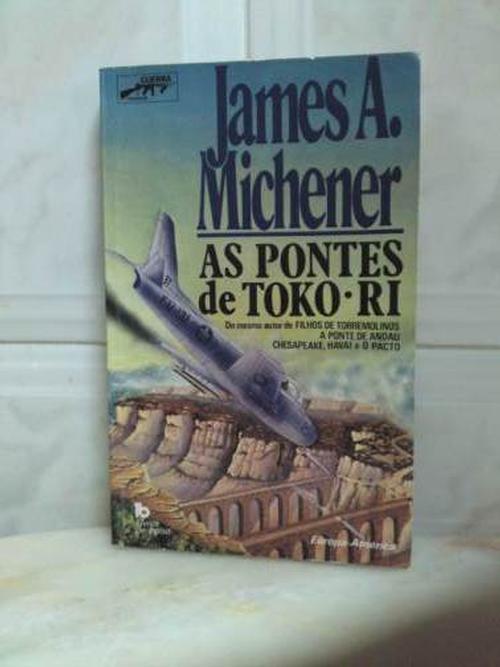 GUERRA
James A.
Michener
AS PONTES
de TOKO·RI
Do mesmo autor de FILHOS DE TORREMOLINOS
A PONTE DE ANDAU
CHESAPEAKE, HAVAI e O PACTO
Europa-América